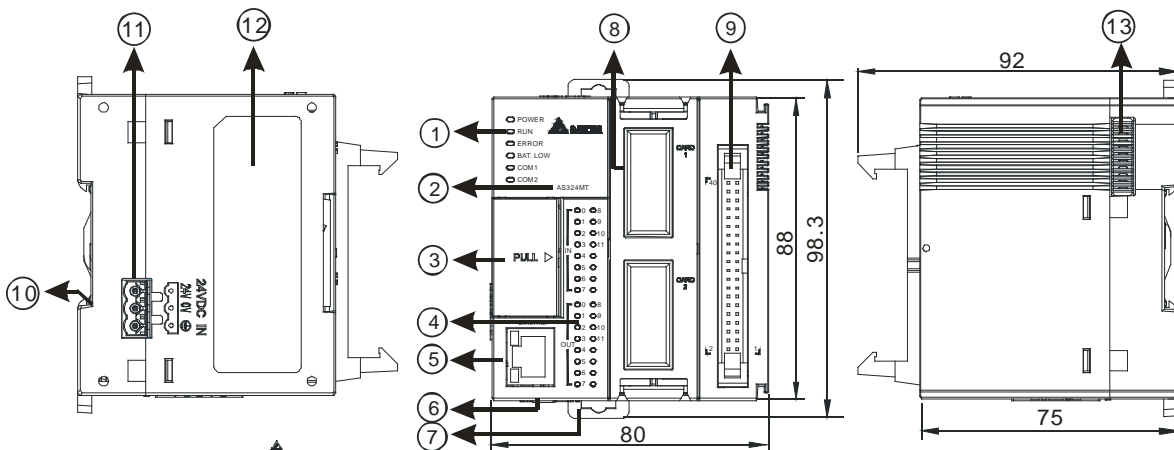 11
12
10
24VDC IN
24V 0V
1
2
3
4
5
6
7
8
9
POWER
RUN
ERROR
BAT. LOW
COM1
COM2
AS324MT
PULL
IN
0 8
1 9
2 10
3 11
4
5
6
7
OUT
0 8
1 9
2 10
3 11
4
5
6
7
CARD
1
CARD
2
40
2 1
88
98.3
80
13
92
75